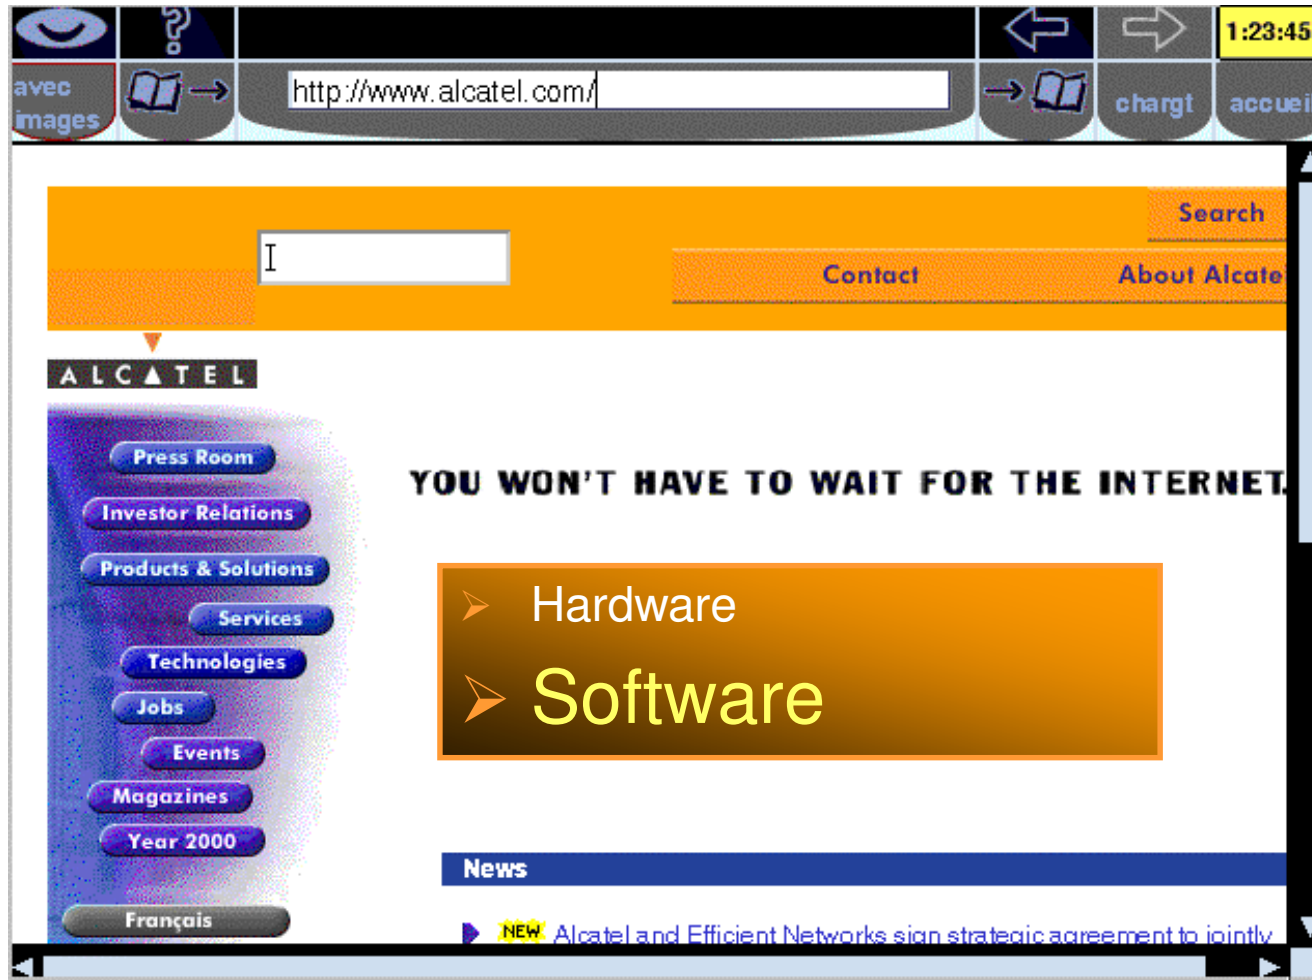 ?
1:23:45
avec
images
http://www.alcatel.com/
chargt
accuei
Search
Contact
About Alcate
ALCATEL
Press Room
YOU WON'T HAVE TO WAIT FOR THE INTERNET.
Investor Relations
Products & Solutions
Hardware
Services
Technologies
Software
Jobs
Events
Magazines
Year 2000
News
Français
NEW Alcatel and Efficient Networks sign strategic agreement to jointly